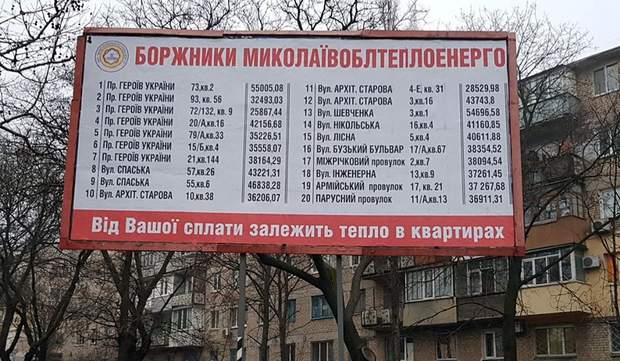 БОРЖНИКИ МИКОЛАЇВОБЛТЕПЛОЕНЕРГО
1 Пр. ГЕРОЇВ УКРАЇНИ 73,кв.2 55005,08
2 Пр. ГЕРОЇВ УКРАЇНИ 93, кв. 56 32493,03
3 Пр. ГЕРОЇВ УКРАЇНИ 72/132, кв. 9 25867,44
4 Пр. ГЕРОЇВ УКРАЇНИ 20/А,кв.16 42156,68
5 Пр. ГЕРОЇВ УКРАЇНИ 79/А,кв.33 35226,51
6 Пр. ГЕРОЇВ УКРАЇНИ 15/Б,кв.4 35558,07
7 Пр. ГЕРОЇВ УКРАЇНИ 21,кв.144 38164,29
8 Вул. СПАСЬКА 57,кв.26 43221,31
9 Вул. СПАСЬКА 55,кв.6 46838,28
10 Вул. АРХІТ. СТАРОВА 10,кв.38 36206,07
11 Вул. АРХІТ. СТАРОВА 4-Е, кв. 31 28529,98
12 Вул. АРХІТ. СТАРОВА 3,кв.16 43743,8
13 Вул. ШЕВЧЕНКА 3,кв.1 54696,58
14 Вул. НІКОЛЬСЬКА 16,кв.4 41160,85
15 Вул. ЛІСНА 5,кв.4 40611,88
16 Вул. БУЗЬКИЙ БУЛЬВАР 16,кв.67 38354,52
17 МІЖРІЧКОВИЙ провулок 2,кв.7 38094,54
18 Вул. ІНЖЕНЕРНА 13,кв.9 37261,45
19 АРМІЙСЬКИЙ провулок 17, кв. 21 37 267,68
20 ПАРУСНИЙ провулок 11/А,кв.13 36911,31
Від Вашої сплати залежить тепло в квартирах